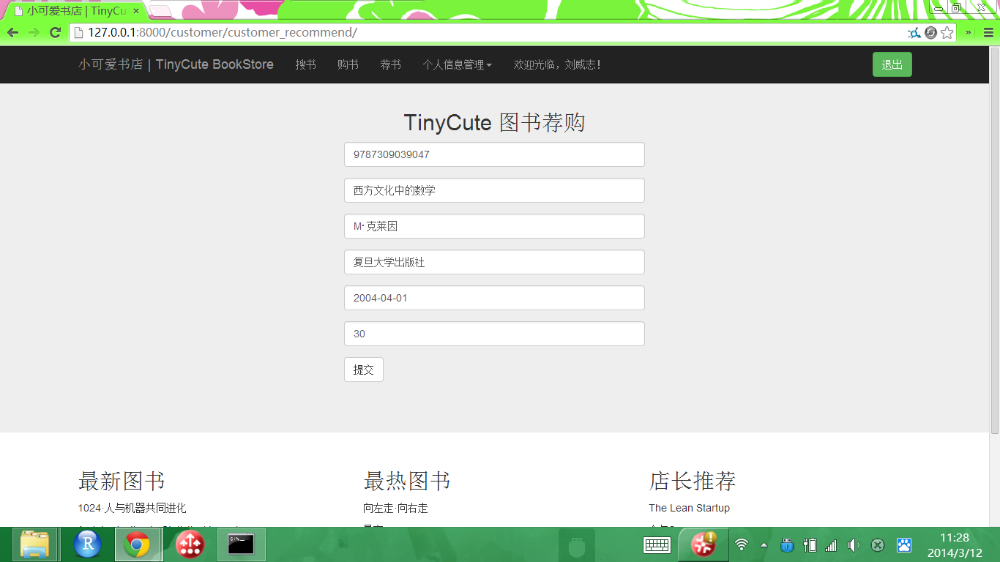 小可爱书店 | TinyCu
127.0.0.1:8000/customer/customer_recommend/
小可爱书店 | TinyCute BookStore 搜书 购书 荐书 个人信息管理 欢迎光临，刘威志! 退出
TinyCute 图书荐购
9787309039047
西方文化中的数学
M·克莱因
复旦大学出版社
2004-04-01
30
提交
最新图书 最热图书 店长推荐
1024·人与机器共同进化 向左走·向右走 The Lean Startup
11:28
2014/3/12